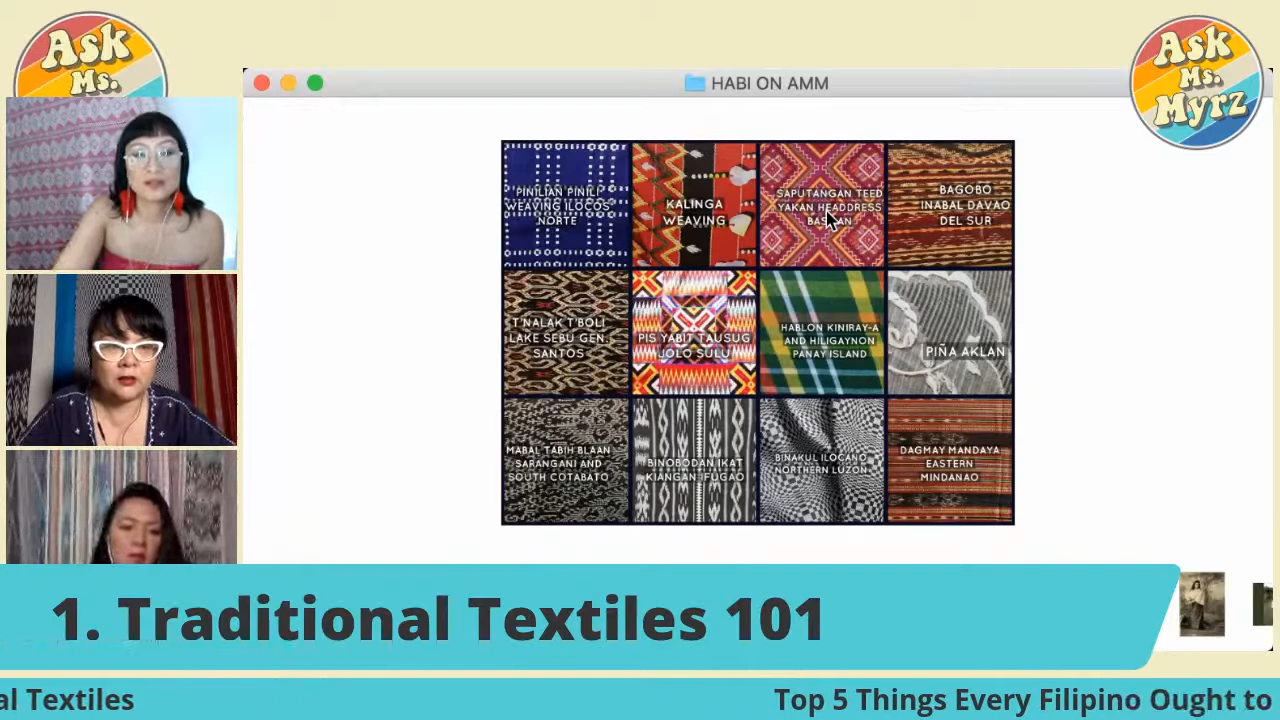 Ask
Ms.
HABI ON AMM
Ask
Ms.
Myrz
PINILIAN PINILI
WEAVING ILOCOS
NORTE
KALINGA
WEAVING
SAPUTANGAN TEED
YAKAN HEADDRESS
BAGOBO
INABAL DAVAO
DEL SUR
T'NALAK T'BOLI
LAKE SEBU GEN.
SANTOS
PIS YABIT TAUSUG
JOLO SULU
HABLON KINIRAY-A
AND HILIGAYNON
PANAY ISLAND
PIÑA AKLAN
MABAL TABIH BLAAN
SARANGANI AND
SOUTH COTABATO
BINOBODAN IKAT
KIANGAN IFUGAO
BINAKUL ILOCANO
NORTHERN LUZON
DAGMAY MANDAYA
EASTERN
MINDANAO
1. Traditional Textiles 101
al Textiles
Top 5 Things Every Filipino Ought to